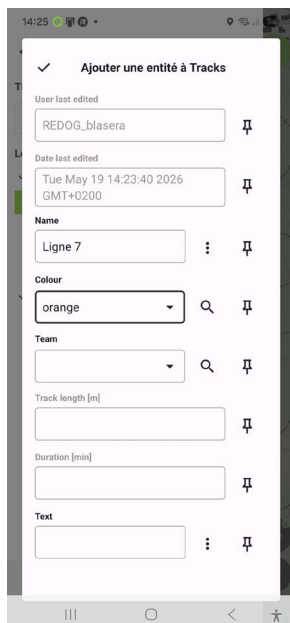 14:25
Ajouter une entité à Tracks
User last edited
REDOG_blasera
Date last edited
Tue May 19 14:23:40 2026
GMT+0200
Name
Ligne 7
Colour
orange
Team
Track length [m]
Duration [min]
Text